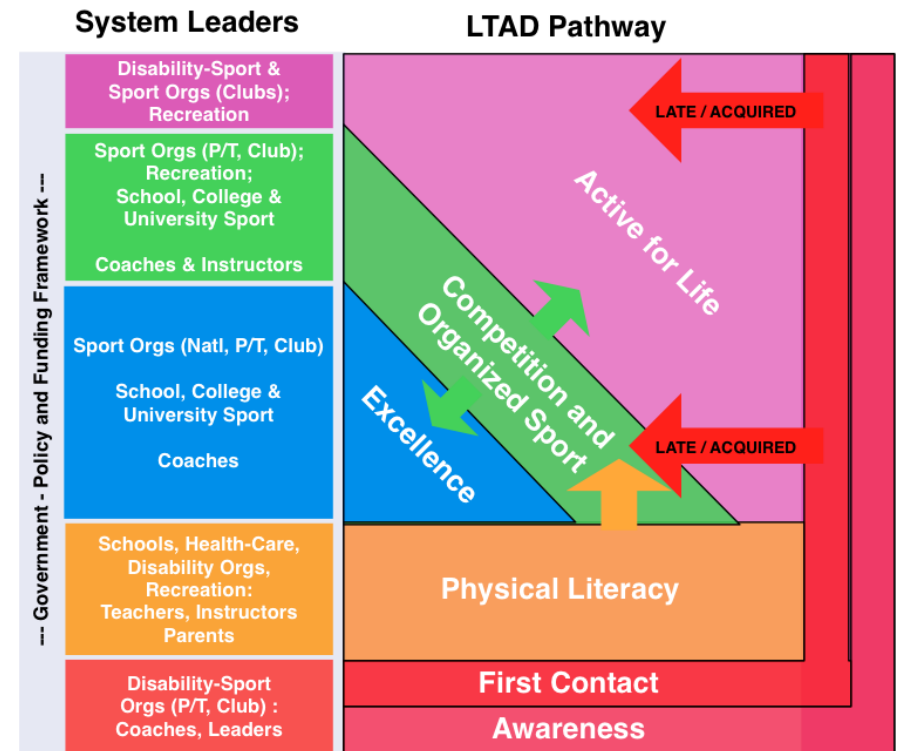 System Leaders
LTAD Pathway
--- Government - Policy and Funding Framework ---
Disability-Sport &
Sport Orgs (Clubs);
Recreation
Sport Orgs (P/T, Club);
Recreation;
School, College &
University Sport
Coaches & Instructors
Sport Orgs (Natl, P/T, Club)
School, College &
University Sport
Coaches
Schools, Health-Care,
Disability Orgs,
Recreation:
Teachers, Instructors
Parents
Disability-Sport
Orgs (P/T, Club) :
Coaches, Leaders
LATE / ACQUIRED
Active for Life
Competition and
Organized Sport
LATE / ACQUIRED
Excellence
Physical Literacy
First Contact
Awareness